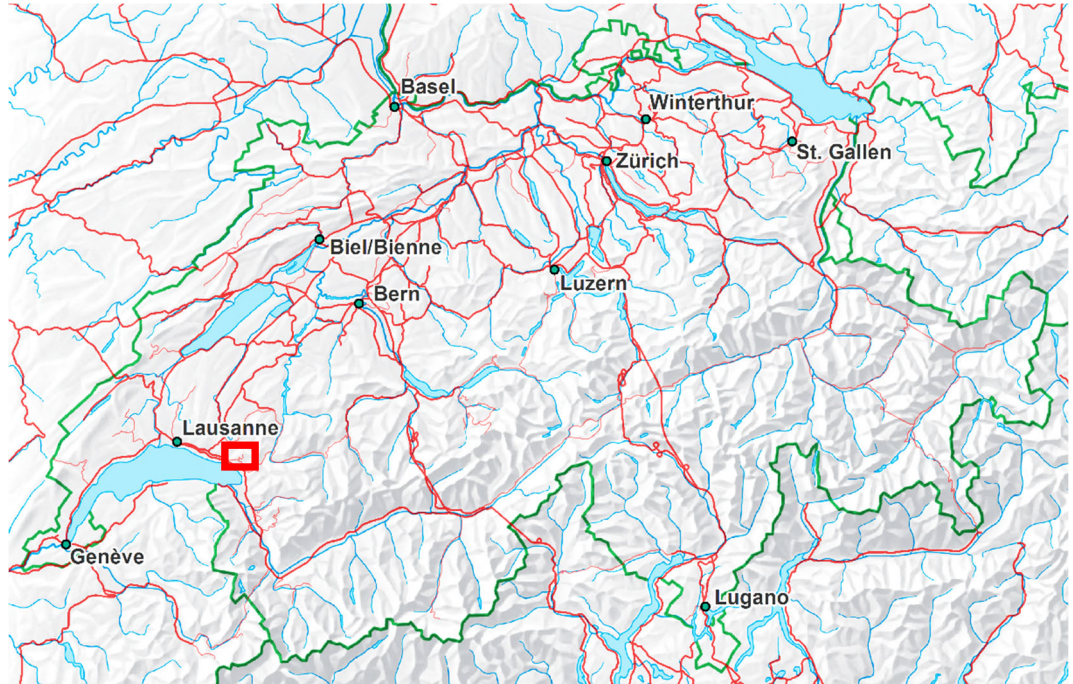 Basel
Winterthur
St. Gallen
Zürich
Biel/Bienne
Luzern
Bern
Lausanne
Genève
Lugano